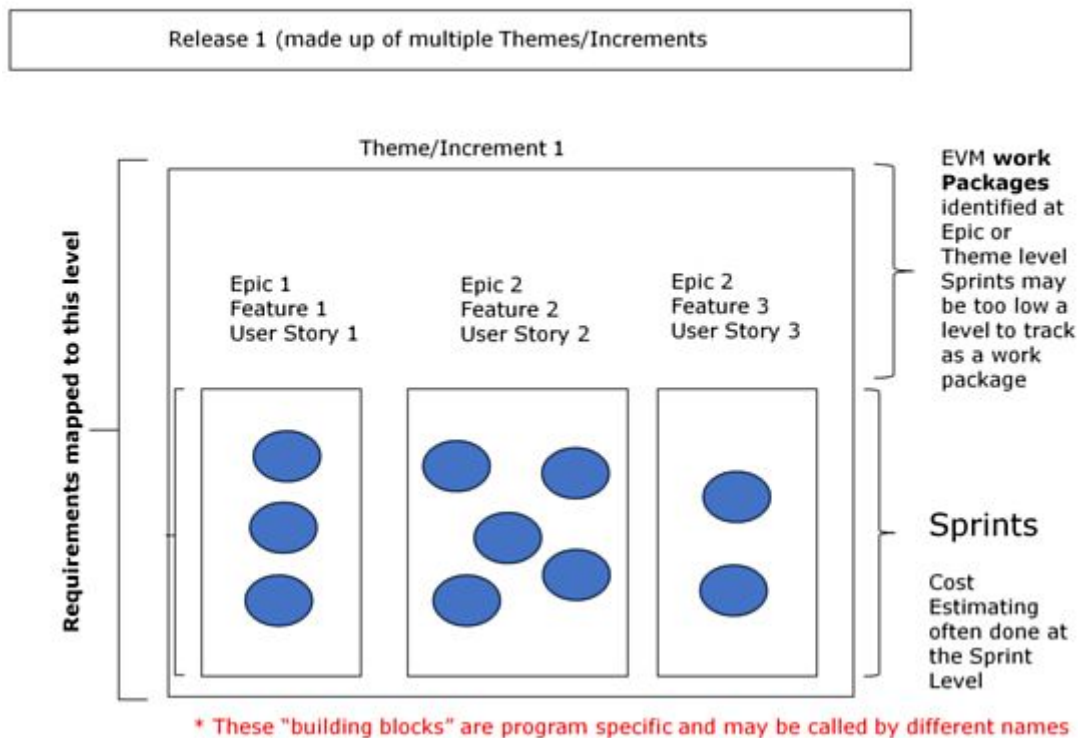 Release 1 (made up of multiple Themes/Increments
Theme/Increment 1
Requirements mapped to this level
Epic 1
Feature 1
User Story 1
Epic 2
Feature 2
User Story 2
Epic 2
Feature 3
User Story 3
EVM work
Packages
identified at
Epic or
Theme level
Sprints may
be too low a
level to track
as a work
package
Sprints
Cost
Estimating
often done at
the Sprint
Level
* These “building blocks” are program specific and may be called by different names